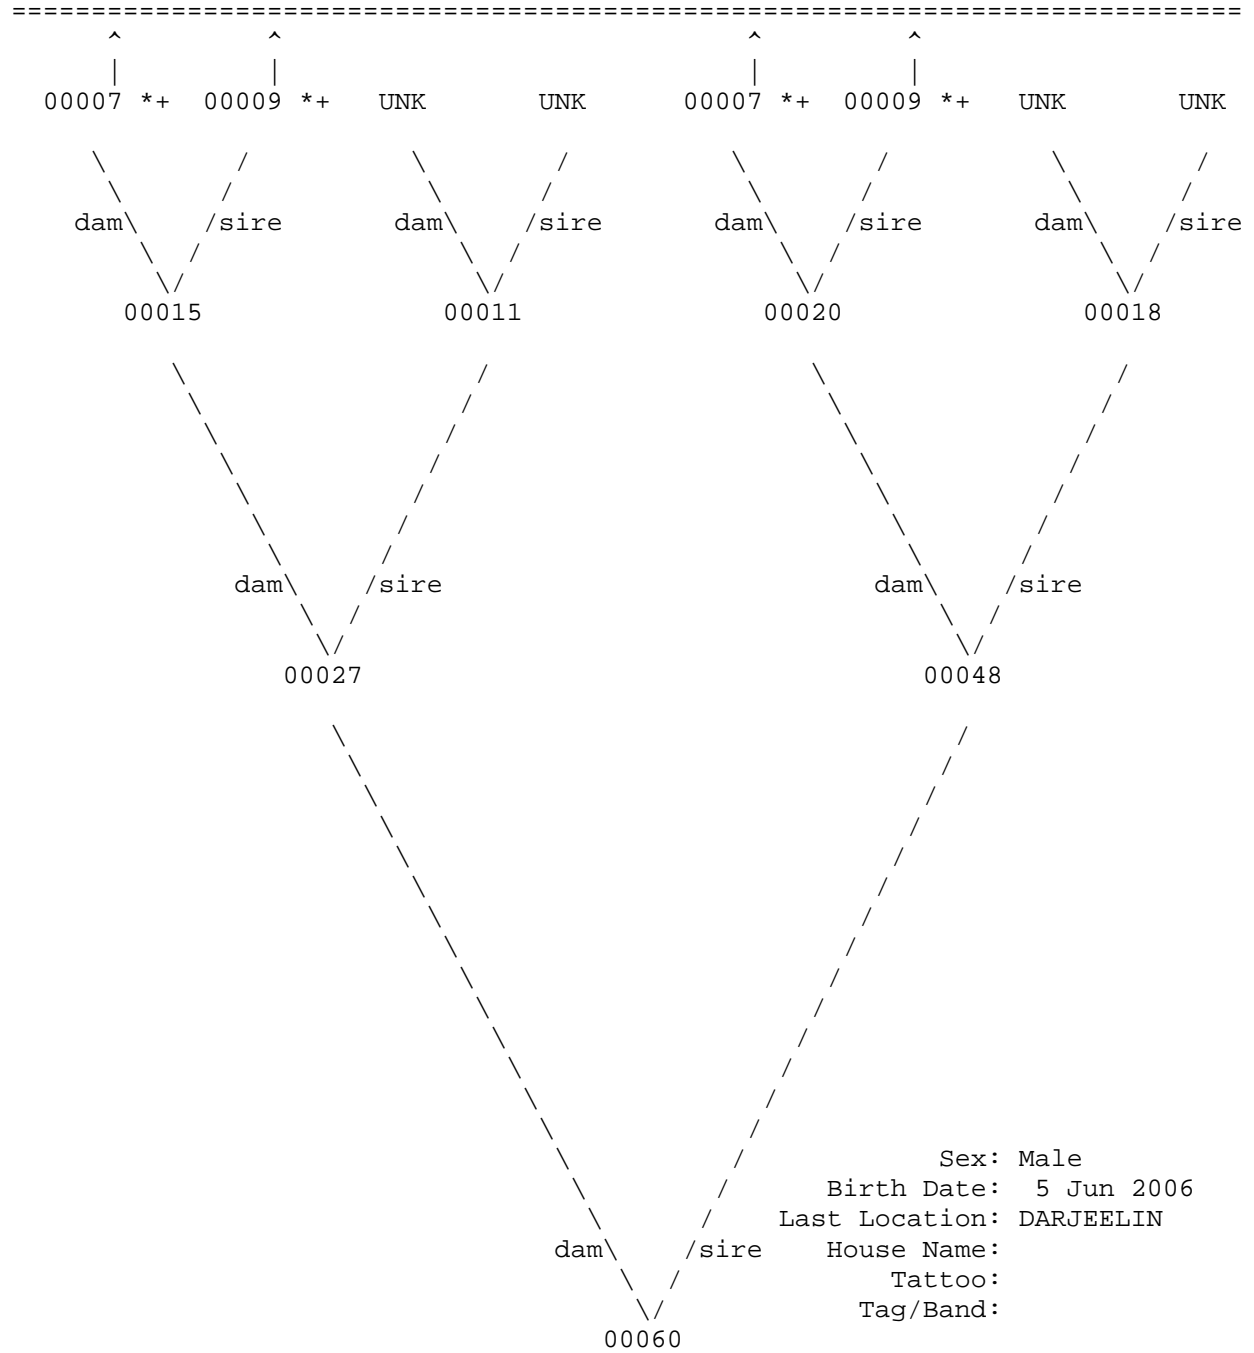 =============================================================================
^ ^ ^ ^
| | | |
00007 *+ 00009 *+ UNK UNK 00007 *+ 00009 *+ UNK UNK
dam sire dam sire dam sire dam sire
00015 00011 00020 00018
dam sire dam sire
00027 00048
Sex: Male
Birth Date: 5 Jun 2006
Last Location: DARJEELIN
dam sire House Name:
Tattoo:
Tag/Band:
00060